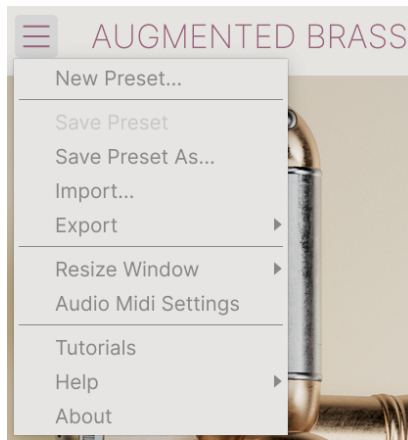 AUGMENTED BRASS
New Preset...
Save Preset
Save Preset As...
Import...
Export
Resize Window
Audio Midi Settings
Tutorials
Help
About